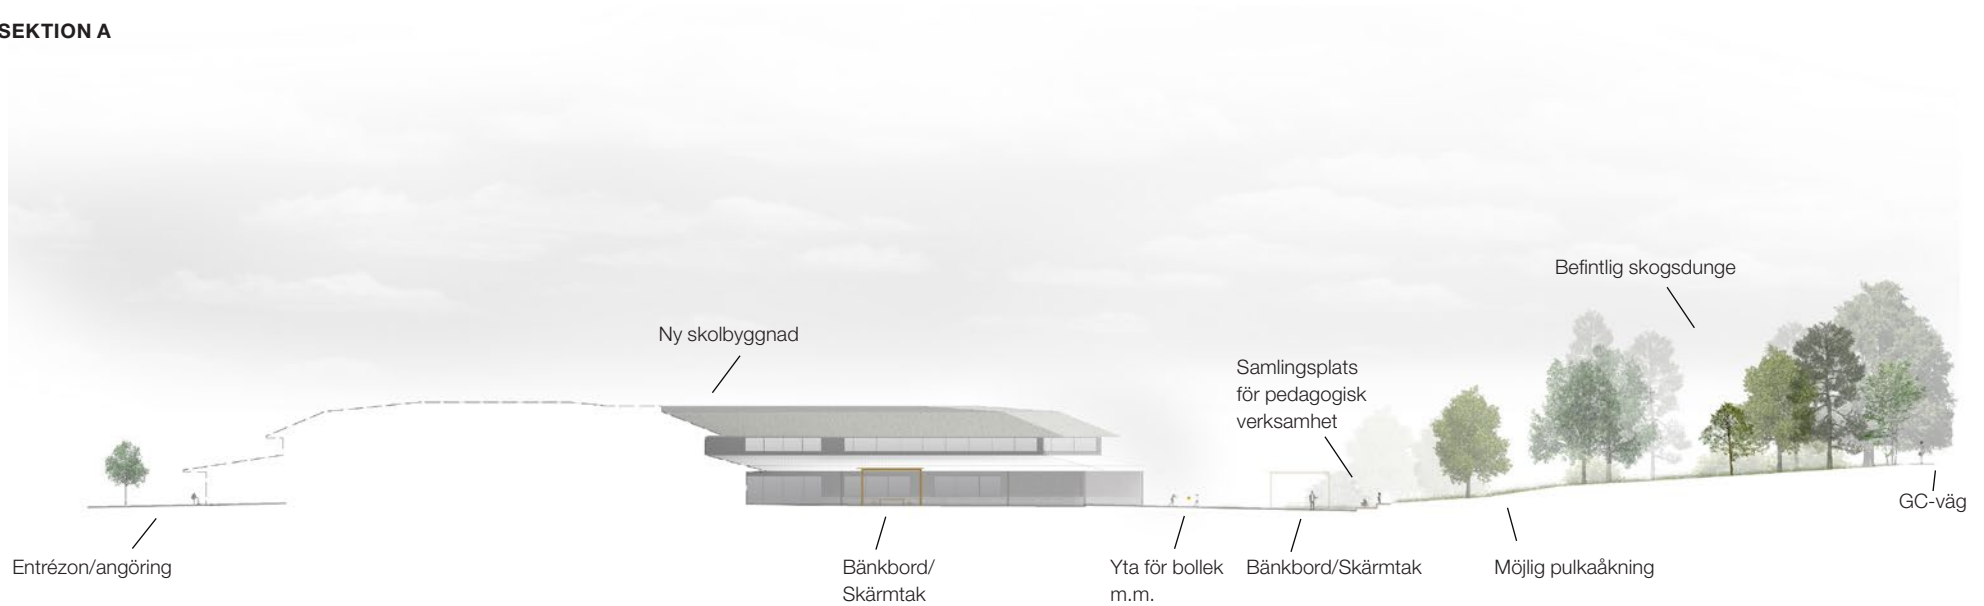 SEKTION A
Befintlig skogsdunge
Ny skolbyggnad
Samlingsplats
för pedagogisk
verksamhet
GC-väg
Entrézon/angöring
Bänkbord/
Skärmtak
Yta för bollek
m.m.
Bänkbord/Skärmtak
Möjlig pulkaåkning